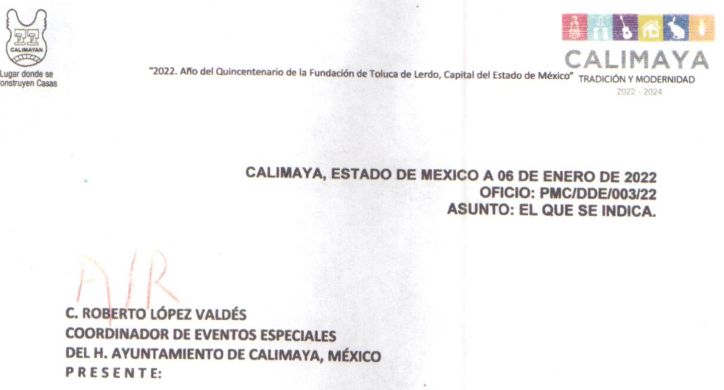 CALIMAYAN
Lugar donde se
onstruyen Casas
"2022. Año del Quincentenario de la Fundación de Toluca de Lerdo, Capital del Estado de México"
CALIMAYA
TRADICIÓN Y MODERNIDAD
2022 - 2024
CALIMAYA, ESTADO DE MEXICO A 06 DE ENERO DE 2022
OFICIO: PMC/DDE/003/22
ASUNTO: EL QUE SE INDICA.
A/R
C. ROBERTO LÓPEZ VALDÉS
COORDINADOR DE EVENTOS ESPECIALES
DEL H. AYUNTAMIENTO DE CALIMAYA, MÉXICO
P R E S E N T E: